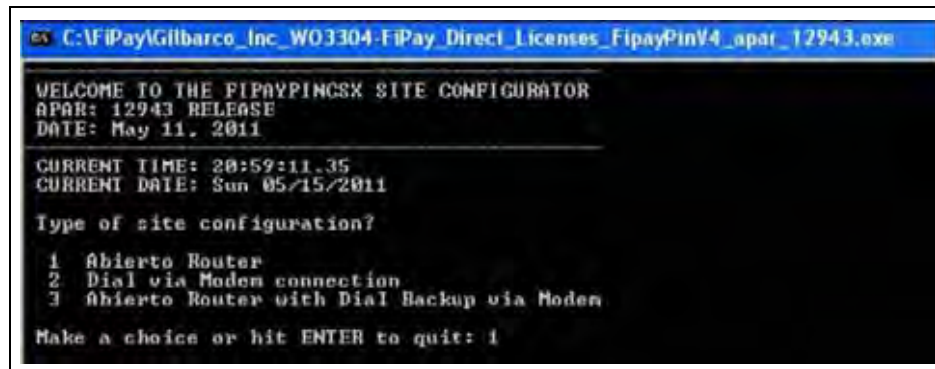 C:\FiPay\Gilbarco_Inc_WO3304-FiPay_Direct_Licenses_FipayPinV4_apar_12943.exe
WELCOME TO THE FIPAYPINCSX SITE CONFIGURATOR
APAR: 12943 RELEASE
DATE: May 11, 2011
CURRENT TIME: 20:59:11.35
CURRENT DATE: Sun 05/15/2011
Type of site configuration?
1 Abierto Router
2 Dial via Modem connection
3 Abierto Router with Dial Backup via Modem
Make a choice or hit ENTER to quit: 1